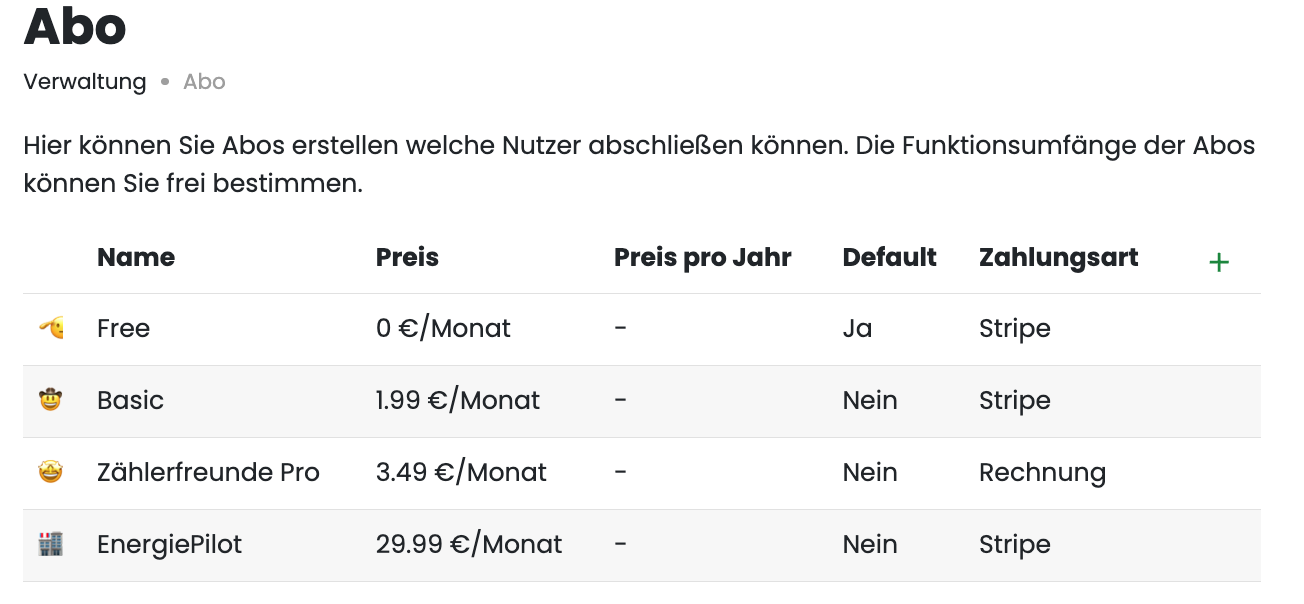 Abo
Verwaltung • Abo
Hier können Sie Abos erstellen welche Nutzer abschließen können. Die Funktionsumfänge der Abos
können Sie frei bestimmen.
Name Preis Preis pro Jahr Default Zahlungsart +
Free 0 €/Monat - Ja Stripe
Basic 1.99 €/Monat - Nein Stripe
Zählerfreunde Pro 3.49 €/Monat - Nein Rechnung
EnergiePilot 29.99 €/Monat - Nein Stripe